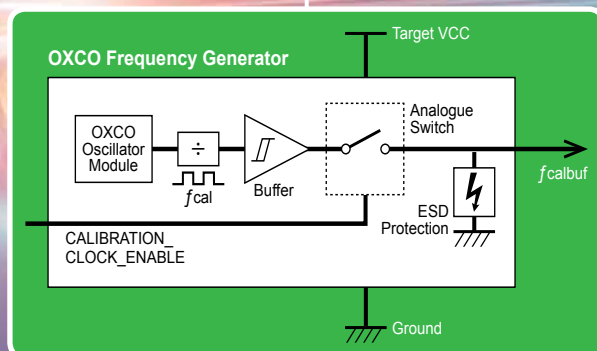 Target VCC
OXCO Frequency Generator
OXCO
Oscillator
Module
÷
ƒcal
Buffer
Analogue
Switch
ƒcalbuf
ESD
Protection
CALIBRATION_
CLOCK_ENABLE
Ground